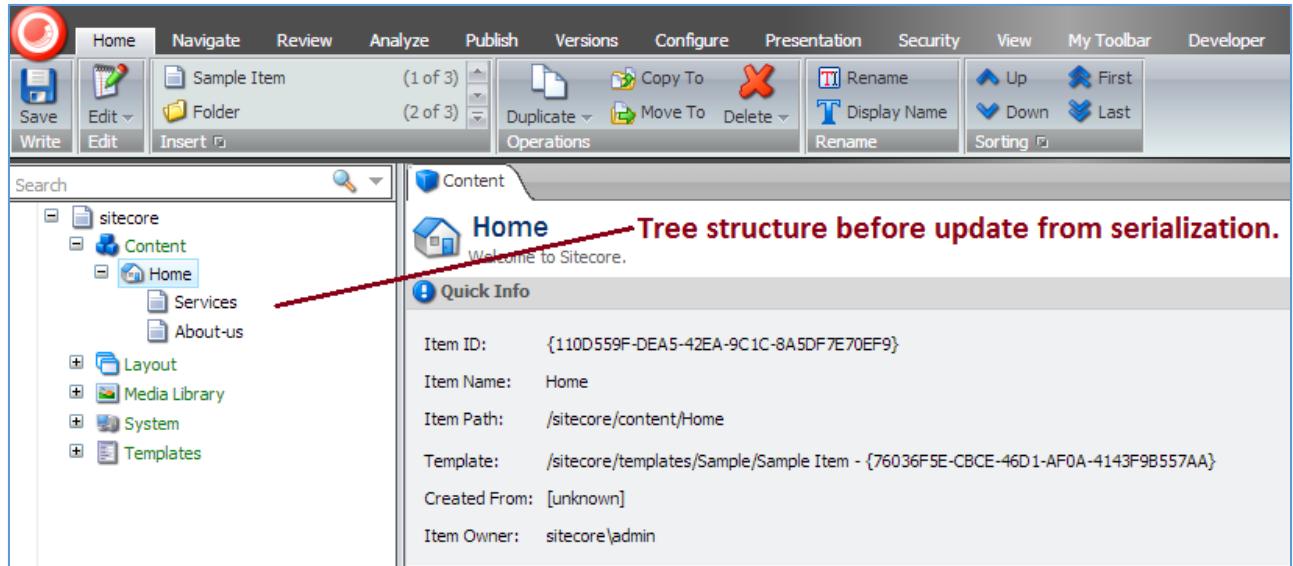 Home Navigate Review Analyze Publish Versions Configure Presentation Security View My Toolbar Developer
Save
Write
Edit
Edit
Sample Item (1 of 3)
Folder (2 of 3)
Insert
Duplicate
Copy To
Move To
Delete
Operations
Rename
Display Name
Rename
Up First
Down Last
Sorting
Search
sitecore
Content
Home
Services
About-us
Layout
Media Library
System
Templates
Content
Home
Tree structure before update from serialization.
Welcome to Sitecore.
Quick Info
Item ID: {110D559F-DEA5-42EA-9C1C-8A5DF7E70EF9}
Item Name: Home
Item Path: /sitecore/content/Home
Template: /sitecore/templates/Sample/Sample Item - {76036F5E-CBCE-46D1-AF0A-4143F9B557AA}
Created From: [unknown]
Item Owner: sitecore\admin